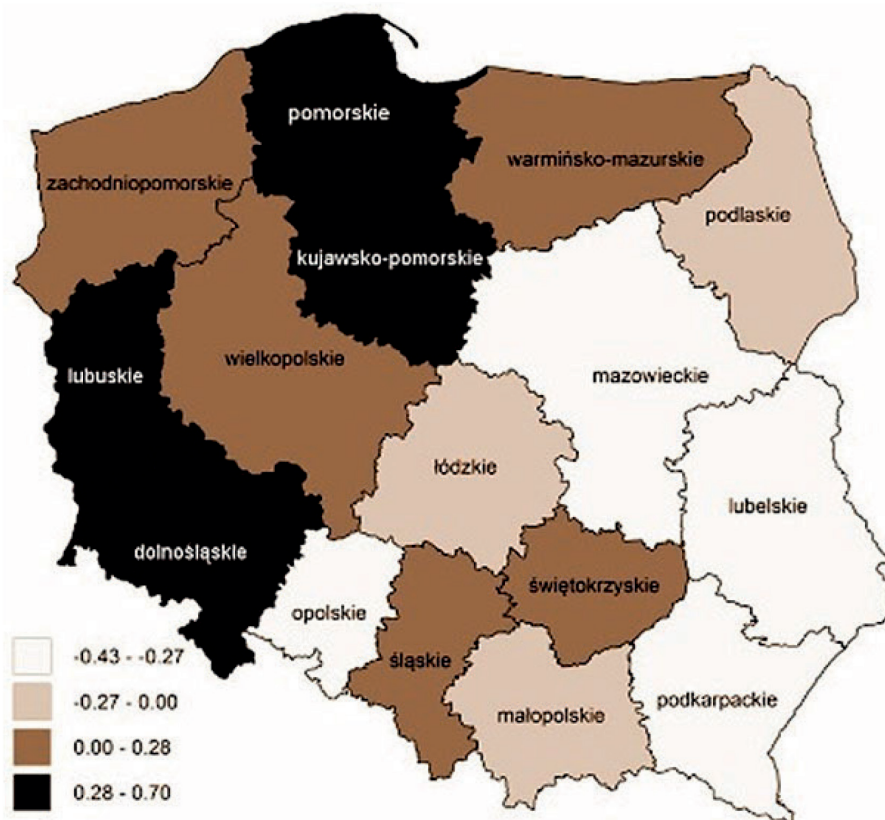 pomorskie
warmińsko-mazurskie
zachodniopomorskie
podlaskie
kujawsko-pomorskie
wielkopolskie
lubuskie
mazowieckie
łódzkie
lubelskie
dolnośląskie
świętokrzyskie
opolskie
śląskie
podkarpackie
małopolskie
-0.43 - -0.27
-0.27 - 0.00
0.00 - 0.28
0.28 - 0.70